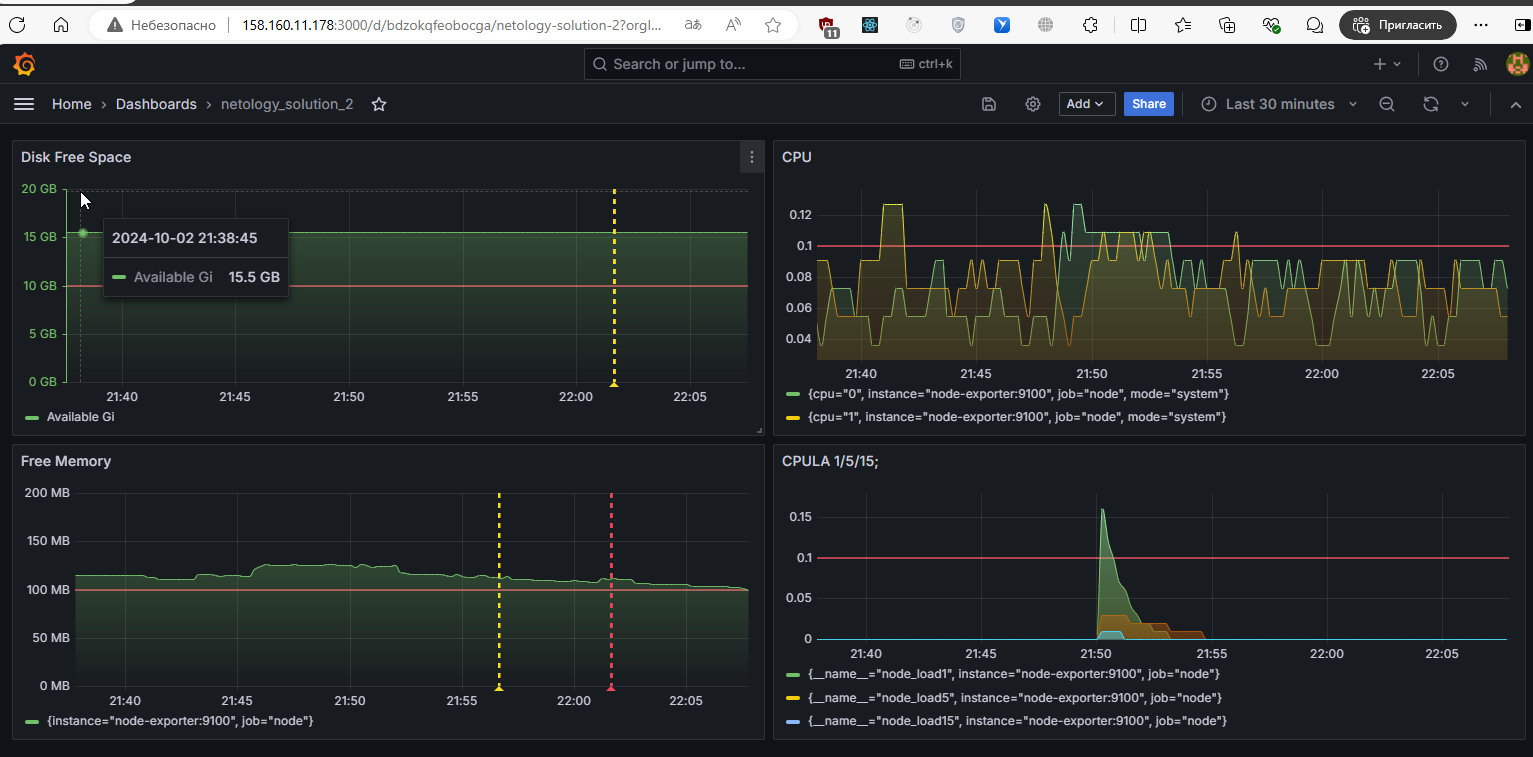 Небезопасно
158.160.11.178:3000/d/bdzokqfeobocga/netology-solution-2?orgI...
аあ
A
11
Пригласить
Search or jump to...
ctrl+k
Home › Dashboards › netology_solution_2
Add
Share
Last 30 minutes
Disk Free Space
20 GB
15 GB
10 GB
5 GB
0 GB
2024-10-02 21:38:45
Available Gi 15.5 GB
21:40 21:45 21:50 21:55 22:00 22:05
Available Gi
CPU
0.12
0.1
0.08
0.06
0.04
21:40 21:45 21:50 21:55 22:00 22:05
{cpu="0", instance="node-exporter:9100", job="node", mode="system"}
{cpu="1", instance="node-exporter:9100", job="node", mode="system"}
Free Memory
200 MB
150 MB
100 MB
50 MB
0 MB
21:40 21:45 21:50 21:55 22:00 22:05
{instance="node-exporter:9100", job="node"}
CPULA 1/5/15;
0.15
0.1
0.05
0
21:40 21:45 21:50 21:55 22:00 22:05
{__name__="node_load1", instance="node-exporter:9100", job="node"}
{__name__="node_load5", instance="node-exporter:9100", job="node"}
{__name__="node_load15", instance="node-exporter:9100", job="node"}